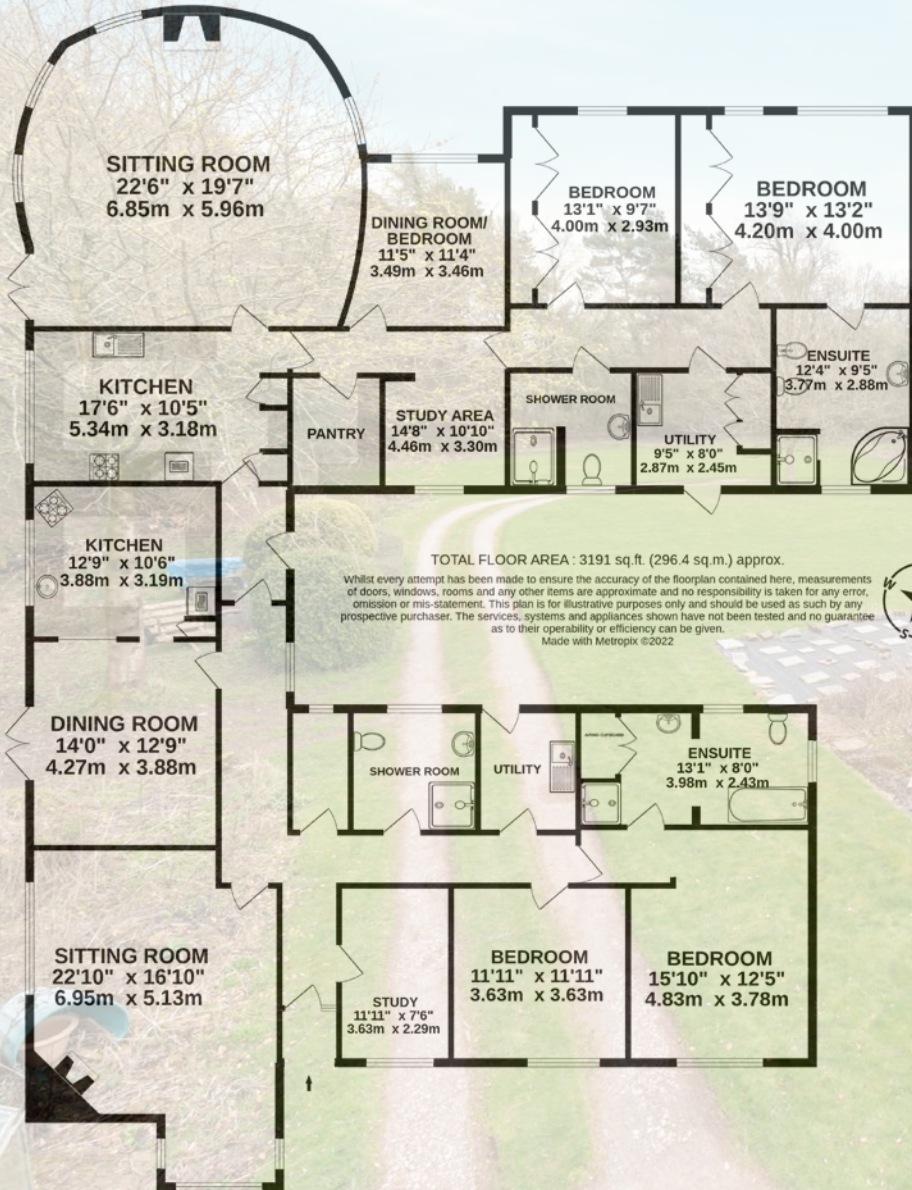 SITTING ROOM
22'6" x 19'7"
6.85m x 5.96m
DINING ROOM/
BEDROOM
11'5" x 11'4"
3.49m x 3.46m
BEDROOM
13'1" x 9'7"
4.00m x 2.93m
BEDROOM
13'9" x 13'2"
4.20m x 4.00m
KITCHEN
17'6" x 10'5"
5.34m x 3.18m
PANTRY
STUDY AREA
14'8" x 10'10"
4.46m x 3.30m
SHOWER ROOM
UTILITY
9'5" x 8'0"
2.87m x 2.45m
ENSUITE
12'4" x 9'5"
3.77m x 2.88m
KITCHEN
12'9" x 10'6"
3.88m x 3.19m
TOTAL FLOOR AREA : 3191 sq.ft. (296.4 sq.m.) approx.
Whilst every attempt has been made to ensure the accuracy of the floorplan contained here, measurements
of doors, windows, rooms and any other items are approximate and no responsibility is taken for any error,
omission or mis-statement. This plan is for illustrative purposes only and should be used as such by any
prospective purchaser. The services, systems and appliances shown have not been tested and no guarantee
as to their operability or efficiency can be given.
Made with Metropix ©2022
W
S
DINING ROOM
14'0" x 12'9"
4.27m x 3.88m
SHOWER ROOM
UTILITY
ENSUITE
13'1" x 8'0"
3.98m x 2.43m
SITTING ROOM
22'10" x 16'10"
6.95m x 5.13m
STUDY
11'11" x 7'6"
3.63m x 2.29m
BEDROOM
11'11" x 11'11"
3.63m x 3.63m
BEDROOM
15'10" x 12'5"
4.83m x 3.78m